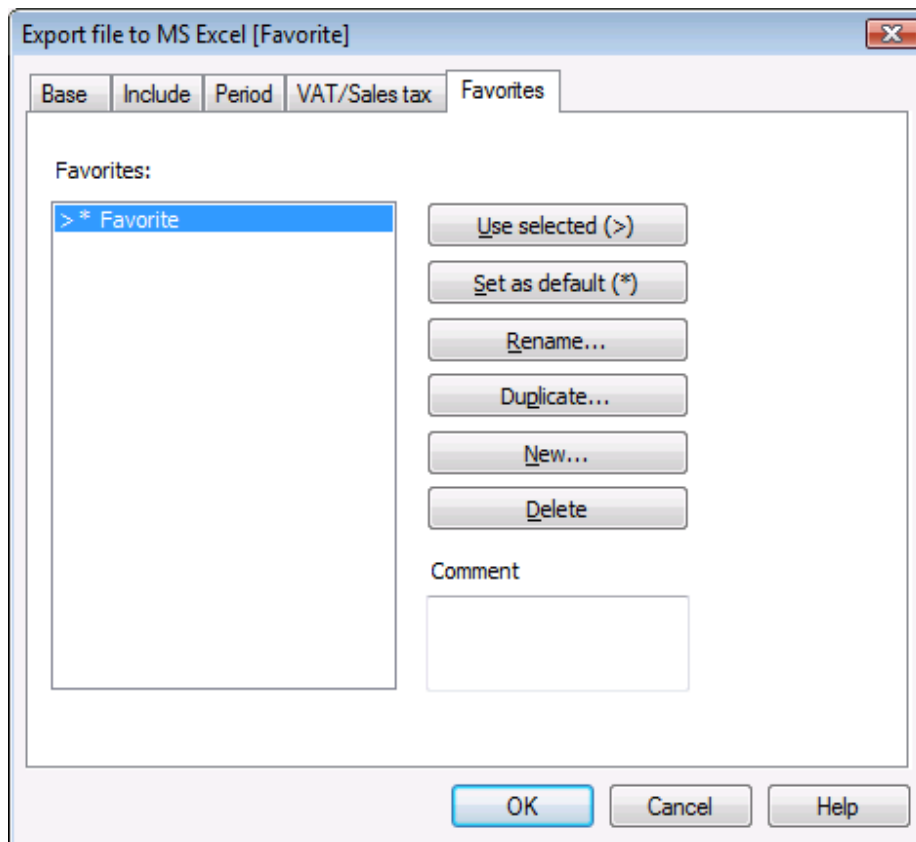 Export file to MS Excel [Favorite]
Base Include Period VAT/Sales tax Favorites
Favorites:
> * Favorite
Use selected (>)
Set as default (*)
Rename...
Duplicate...
New...
Delete
Comment
OK Cancel Help